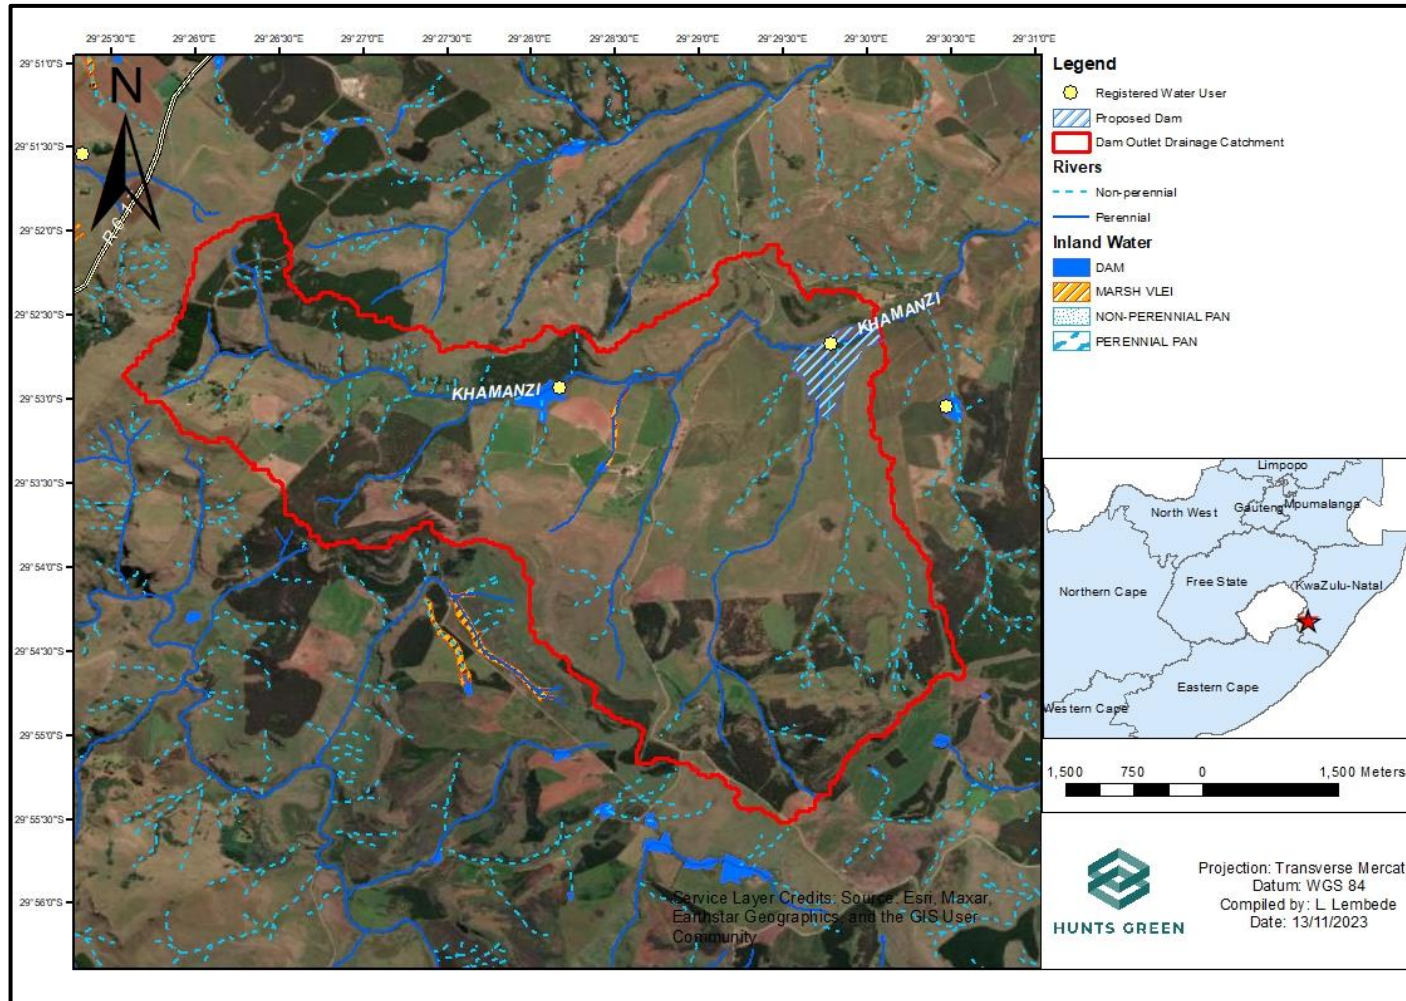 29°25'30"E 29°26'0"E 29°26'30"E 29°27'0"E 29°27'30"E 29°28'0"E 29°28'30"E 29°29'0"E 29°29'30"E 29°30'0"E 29°30'30"E 29°31'0"E
29°51'0"S
29°51'30"S
29°52'0"S
29°52'30"S
29°53'0"S
29°53'30"S
29°54'0"S
29°54'30"S
29°55'0"S
29°55'30"S
29°56'0"S
N
KHAMANZI
KHAMANZI
Service Layer Credits: Source: Esri, Maxar,
Earthstar Geographics, and the GIS User
Community
Legend
Registered Water User
Proposed Dam
Dam Outlet Drainage Catchment
Rivers
Non-perennial
Perennial
Inland Water
DAM
MARSH VLEI
NON-PERENNIAL PAN
PERENNIAL PAN
Limpopo
North West
Gauteng
Mpumalanga
Northern Cape
Free State
KwaZulu-Natal
Eastern Cape
Western Cape
1,500 750 0 1,500 Meters
HUNTS GREEN
Projection: Transverse Mercat
Datum: WGS 84
Compiled by: L. Lembede
Date: 13/11/2023